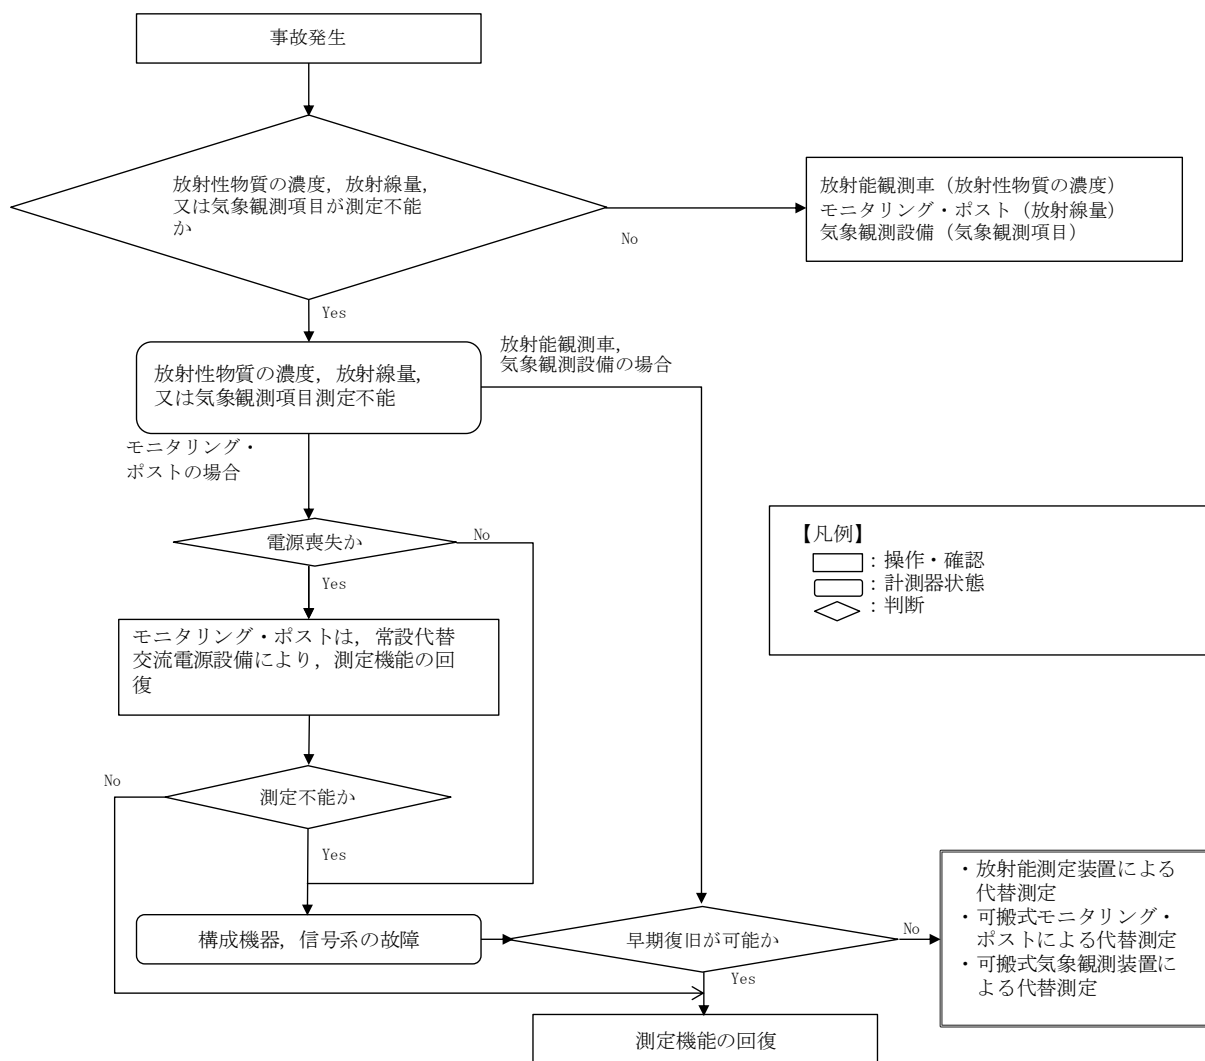 事故発生
放射性物質の濃度，放射線量，
又は気象観測項目が測定不能
か
No
放射能観測車（放射性物質の濃度）
モニタリング・ポスト（放射線量）
気象観測設備（気象観測項目）
Yes
放射性物質の濃度，放射線量，
又は気象観測項目測定不能
放射能観測車，
気象観測設備の場合
モニタリング・
ポストの場合
電源喪失か
No
Yes
【凡例】
：操作・確認
：計測器状態
：判断
モニタリング・ポストは，常設代替
交流電源設備により，測定機能の回
復
測定不能か
No
Yes
構成機器，信号系の故障
早期復旧が可能か
No
Yes
・放射能測定装置による
代替測定
・可搬式モニタリング・
ポストによる代替測定
・可搬式気象観測装置に
よる代替測定
測定機能の回復